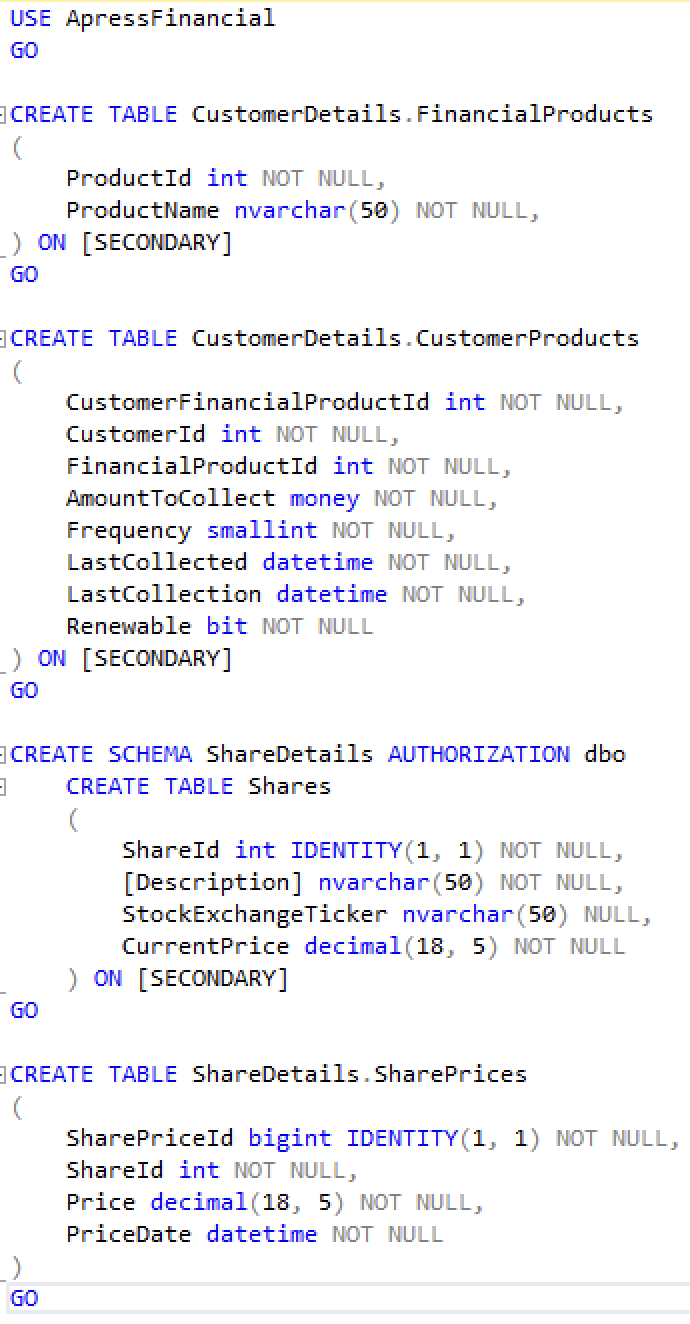 USE ApressFinancial
GO
CREATE TABLE CustomerDetails.FinancialProducts
(
ProductId int NOT NULL,
ProductName nvarchar(50) NOT NULL,
) ON [SECONDARY]
GO
CREATE TABLE CustomerDetails.CustomerProducts
(
CustomerFinancialProductId int NOT NULL,
CustomerId int NOT NULL,
FinancialProductId int NOT NULL,
AmountToCollect money NOT NULL,
Frequency smallint NOT NULL,
LastCollected datetime NOT NULL,
LastCollection datetime NOT NULL,
Renewable bit NOT NULL
) ON [SECONDARY]
GO
CREATE SCHEMA ShareDetails AUTHORIZATION dbo
CREATE TABLE Shares
(
ShareId int IDENTITY(1, 1) NOT NULL,
[Description] nvarchar(50) NOT NULL,
StockExchangeTicker nvarchar(50) NULL,
CurrentPrice decimal(18, 5) NOT NULL
) ON [SECONDARY]
GO
CREATE TABLE ShareDetails.SharePrices
(
SharePriceId bigint IDENTITY(1, 1) NOT NULL,
ShareId int NOT NULL,
Price decimal(18, 5) NOT NULL,
PriceDate datetime NOT NULL
)
GO